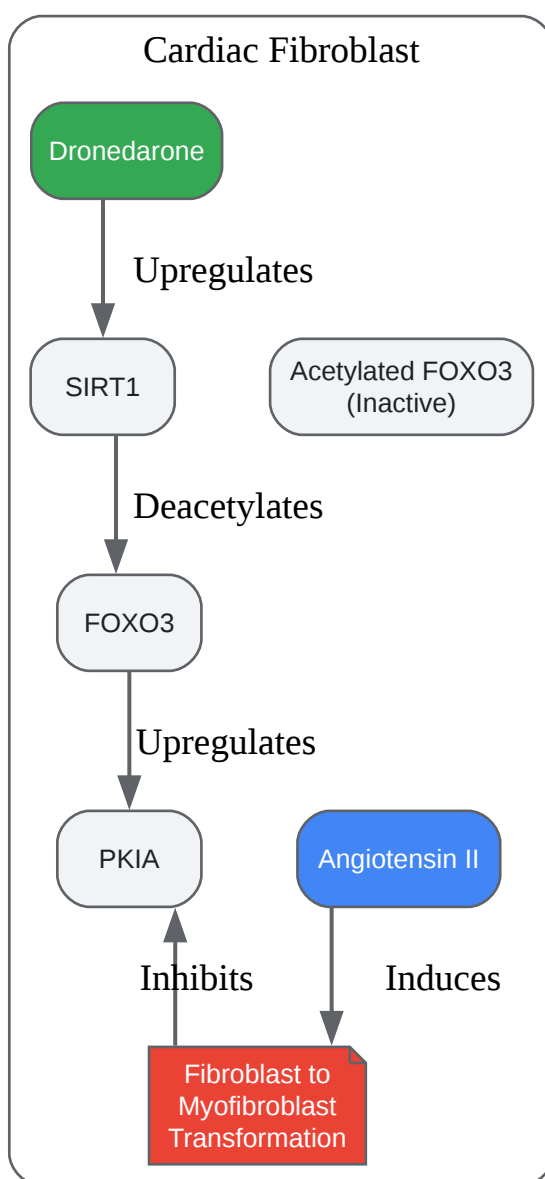 Cardiac Fibroblast
Dronedarone
Upregulates
SIRT1
Acetylated FOXO3
(Inactive)
Deacetylates
FOXO3
Upregulates
PKIA
Angiotensin II
Inhibits
Induces
Fibroblast to
Myofibroblast
Transformation